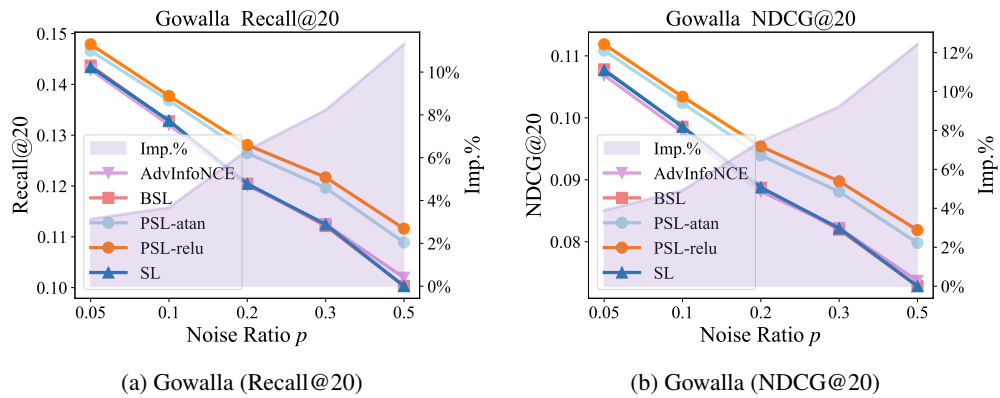 Gowalla Recall@20
0.15
0.14
0.13
0.12
0.11
0.10
Recall@20
10%
8%
6%
4%
2%
0%
Imp.%
Imp.%
AdvInfoNCE
BSL
PSL-atan
PSL-relu
SL
0.05 0.1 0.2 0.3 0.5
Noise Ratio p
(a) Gowalla (Recall@20)
Gowalla NDCG@20
0.11
0.10
0.09
0.08
NDCG@20
12%
10%
8%
6%
4%
2%
0%
Imp.%
Imp.%
AdvInfoNCE
BSL
PSL-atan
PSL-relu
SL
0.05 0.1 0.2 0.3 0.5
Noise Ratio p
(b) Gowalla (NDCG@20)